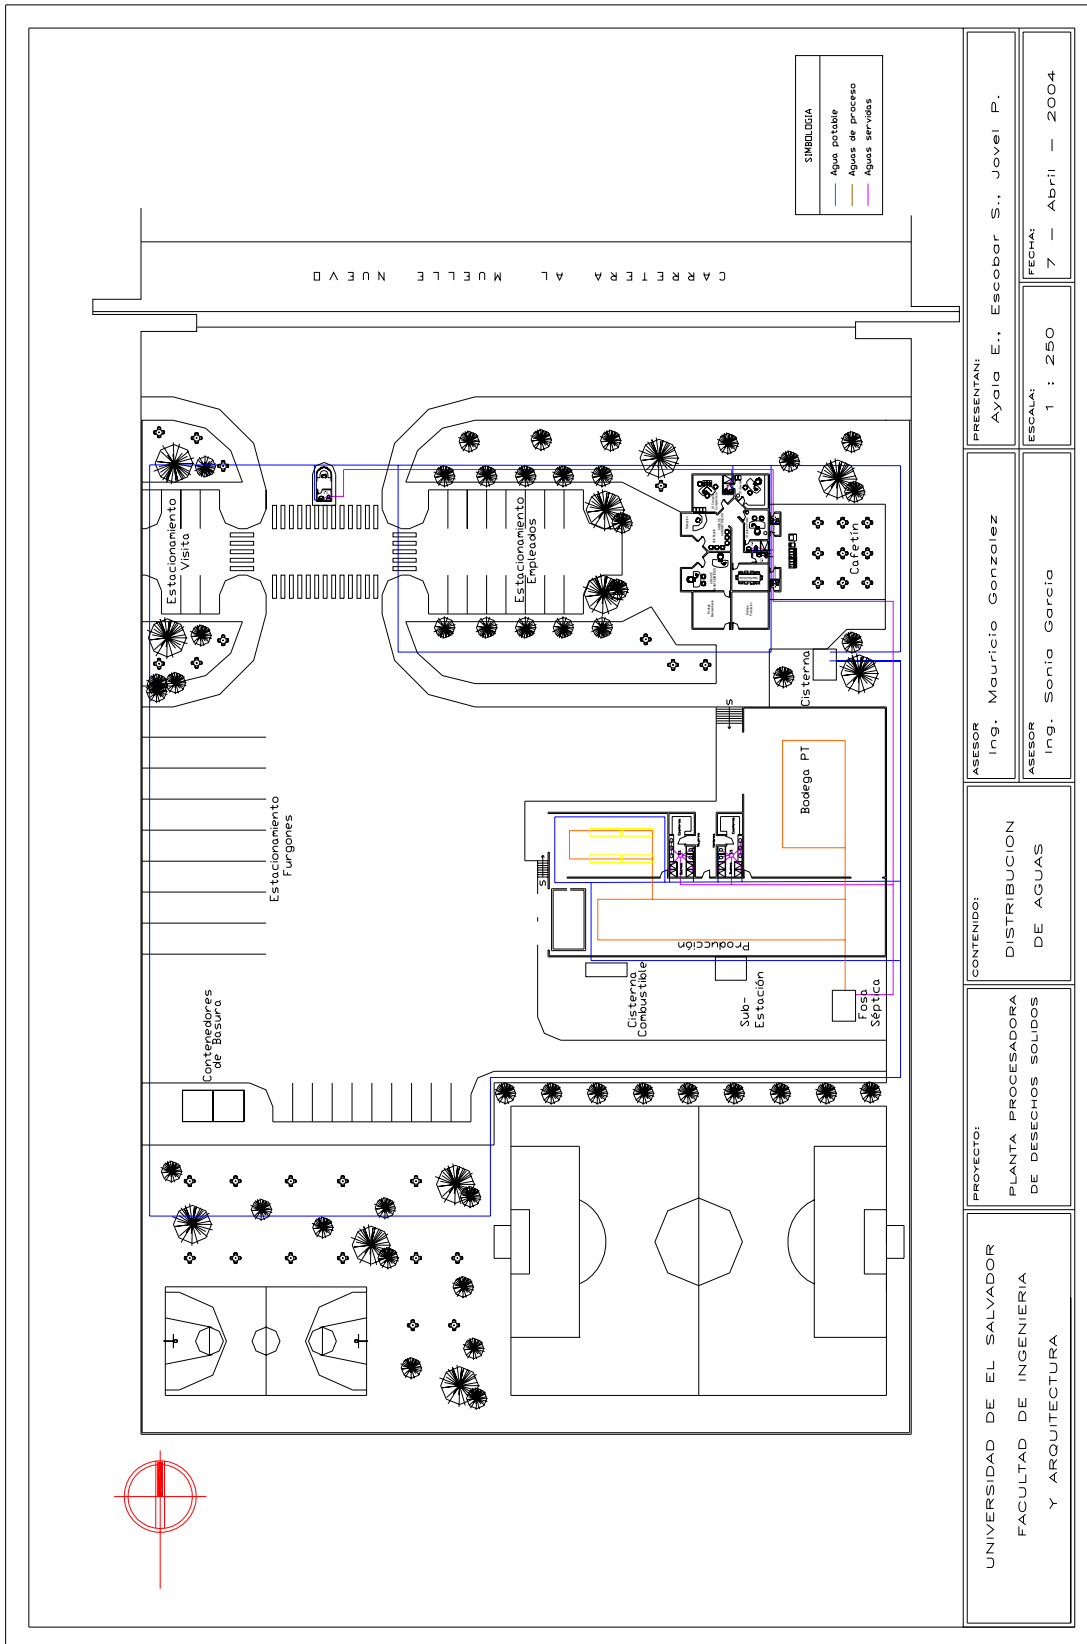 SIMBOLOGIA
Agua potable
Aguas de proceso
Aguas servidas
CARRETERA AL MUELLE NUEVO
Estacionamiento
Visita
Estacionamiento
Empleados
Cafetín
Cisterna
S
Bodega PT
Estacionamiento
Furgones
S
Producción
Cisterna
Combustible
Sub-
Estación
Fosa
Séptica
Contenedores
de Basura
UNIVERSIDAD DE EL SALVADOR
FACULTAD DE INGENIERIA
Y ARQUITECTURA
PROYECTO:
PLANTA PROCESADORA
DE DESECHOS SOLIDOS
CONTENIDO:
DISTRIBUCION
DE AGUAS
ASESOR
Ing. Mauricio Gonzalez
ASESOR
Ing. Sonia Garcia
PRESENTAN:
Ayala E., Escobar S., Jovel P.
ESCALA:
1 : 250
FECHA:
7 – Abril – 2004